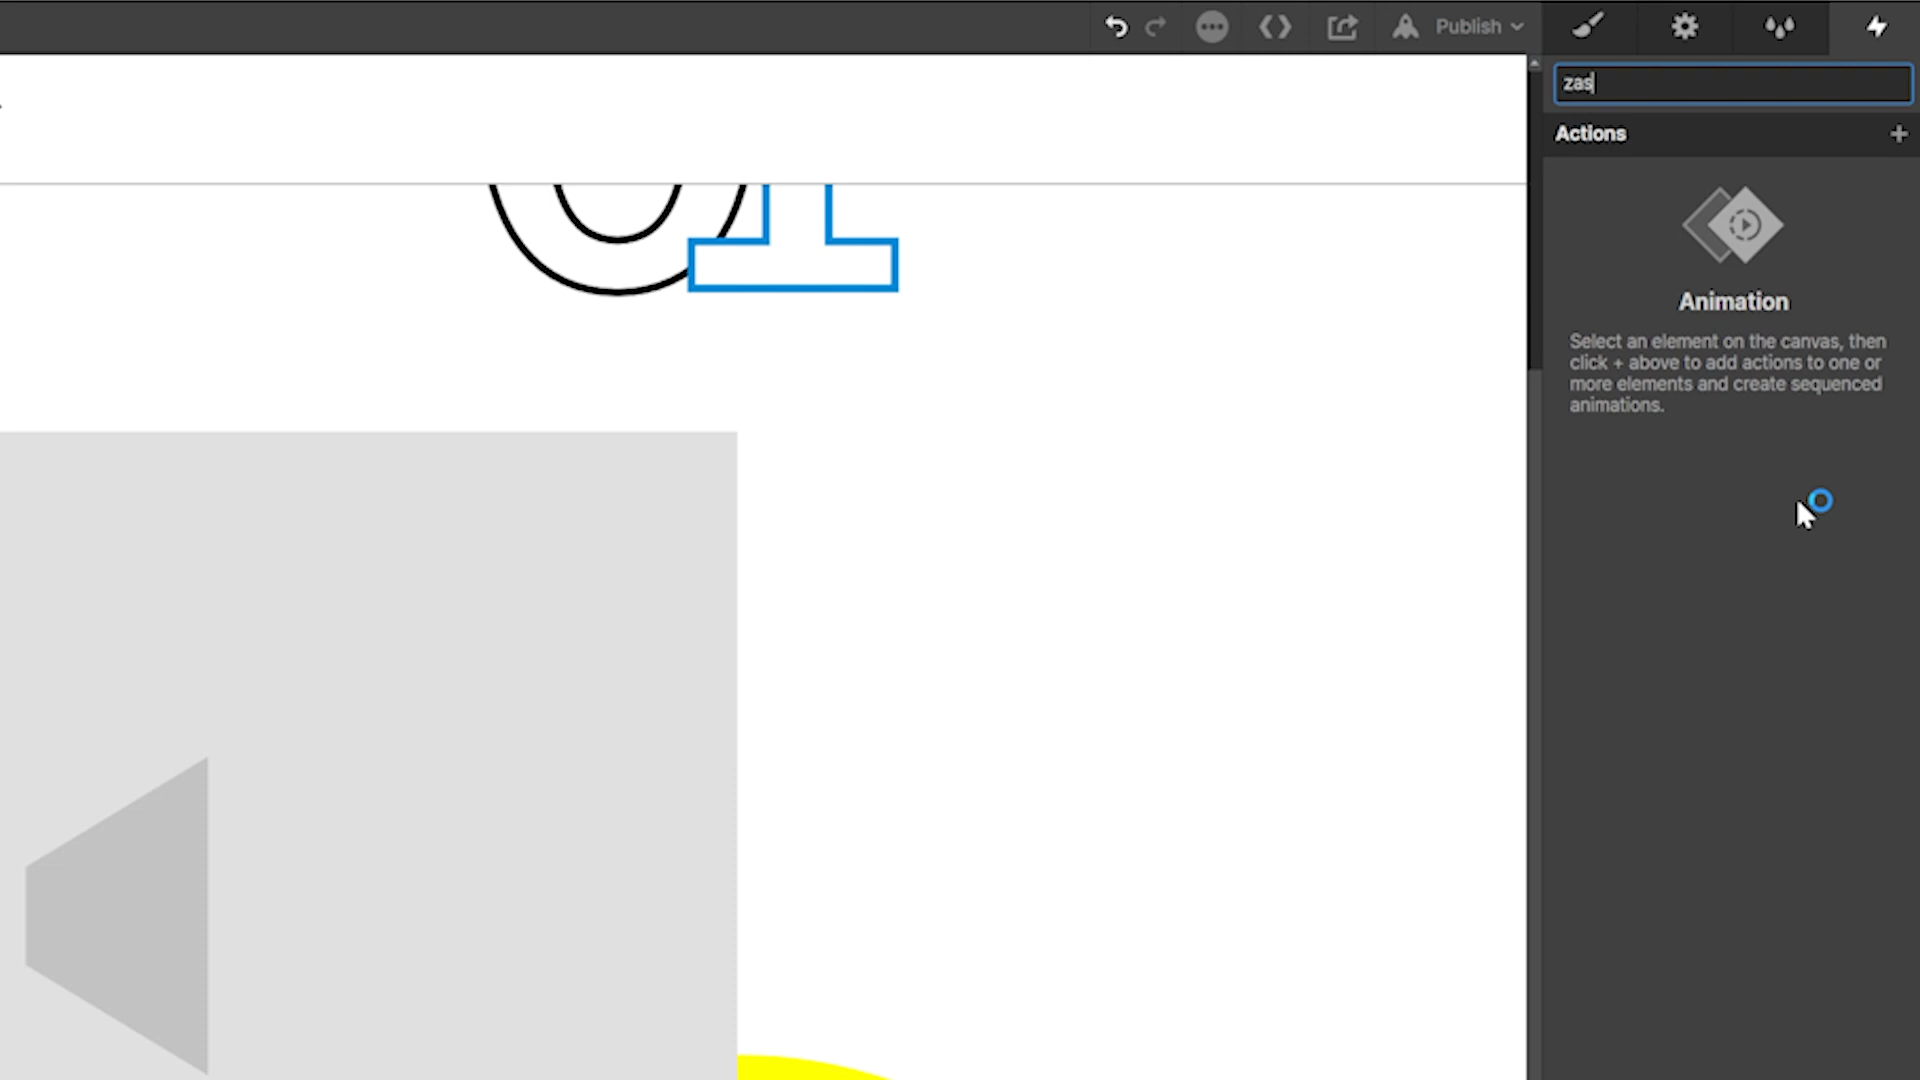 Publish
zas
Actions
01
Animation
Select an element on the canvas, then
click + above to add actions to one or
more elements and create sequenced
animations.